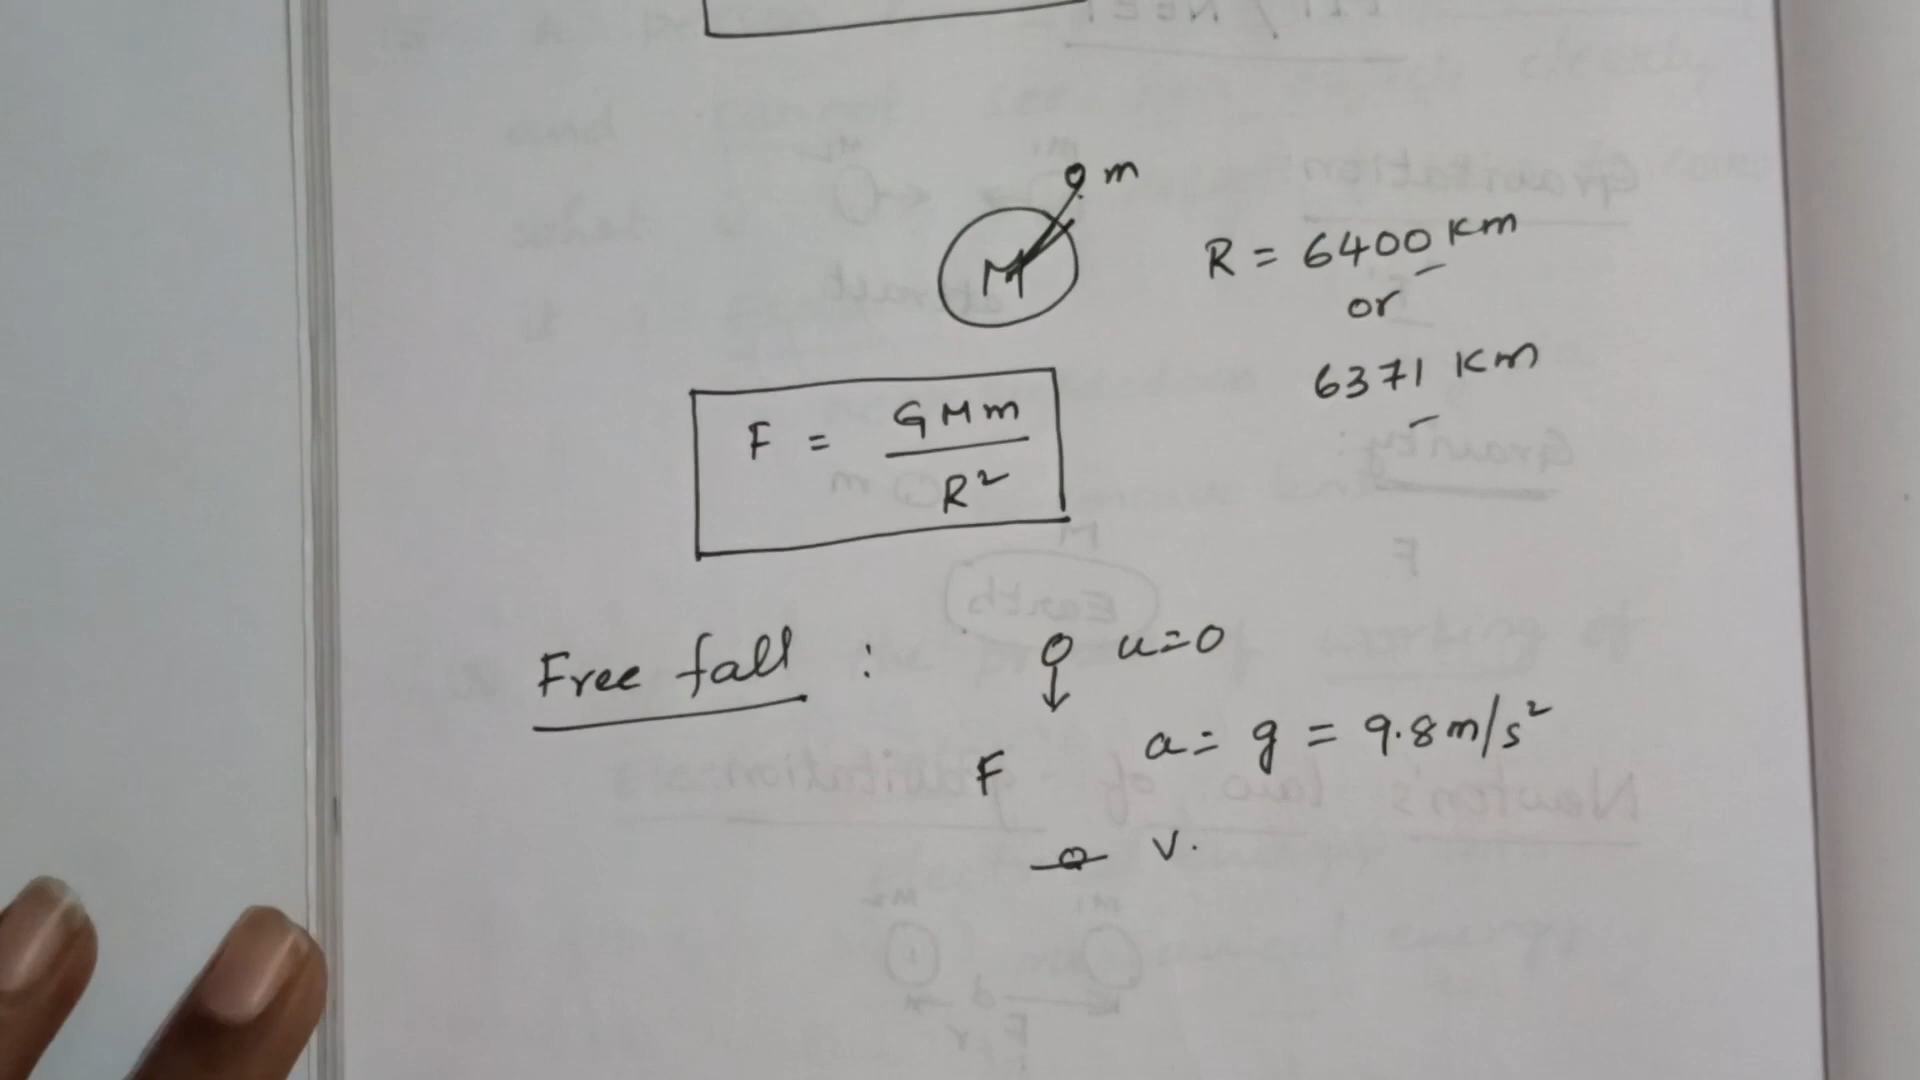 m
M
R = 6400 Km
or
6371 Km
F = GMm / R²
Free fall : u=0
a = g = 9.8 m/s²
F
v.